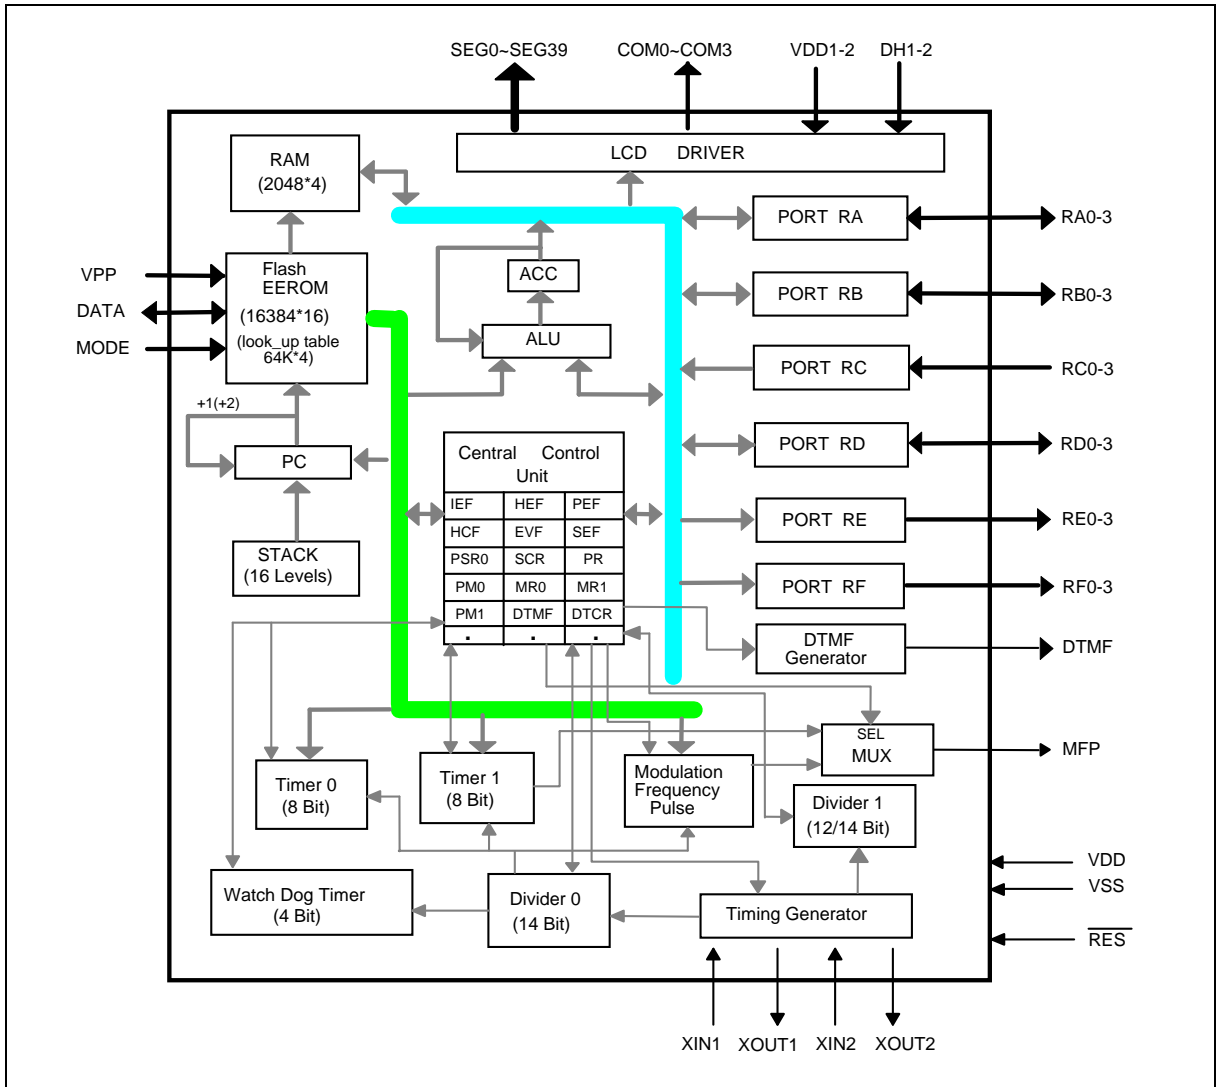 SEG0~SEG39
COM0~COM3
VDD1-2
DH1-2
LCD DRIVER
RAM
(2048*4)
PORT RA
RA0-3
VPP
DATA
MODE
Flash
EEROM
(16384*16)
(look_up table
64K*4)
ACC
ALU
PORT RB
RB0-3
PORT RC
RC0-3
+1(+2)
PC
PORT RD
RD0-3
STACK
(16 Levels)
Central Control
Unit
IEF HEF PEF
HCF EVF SEF
PSR0 SCR PR
PM0 MR0 MR1
PM1 DTMF DTCR
. . .
PORT RE
RE0-3
PORT RF
RF0-3
DTMF
Generator
DTMF
SEL
MUX
MFP
Timer 0
(8 Bit)
Timer 1
(8 Bit)
Modulation
Frequency
Pulse
Divider 1
(12/14 Bit)
VDD
VSS
RES
Watch Dog Timer
(4 Bit)
Divider 0
(14 Bit)
Timing Generator
XIN1
XOUT1
XIN2
XOUT2